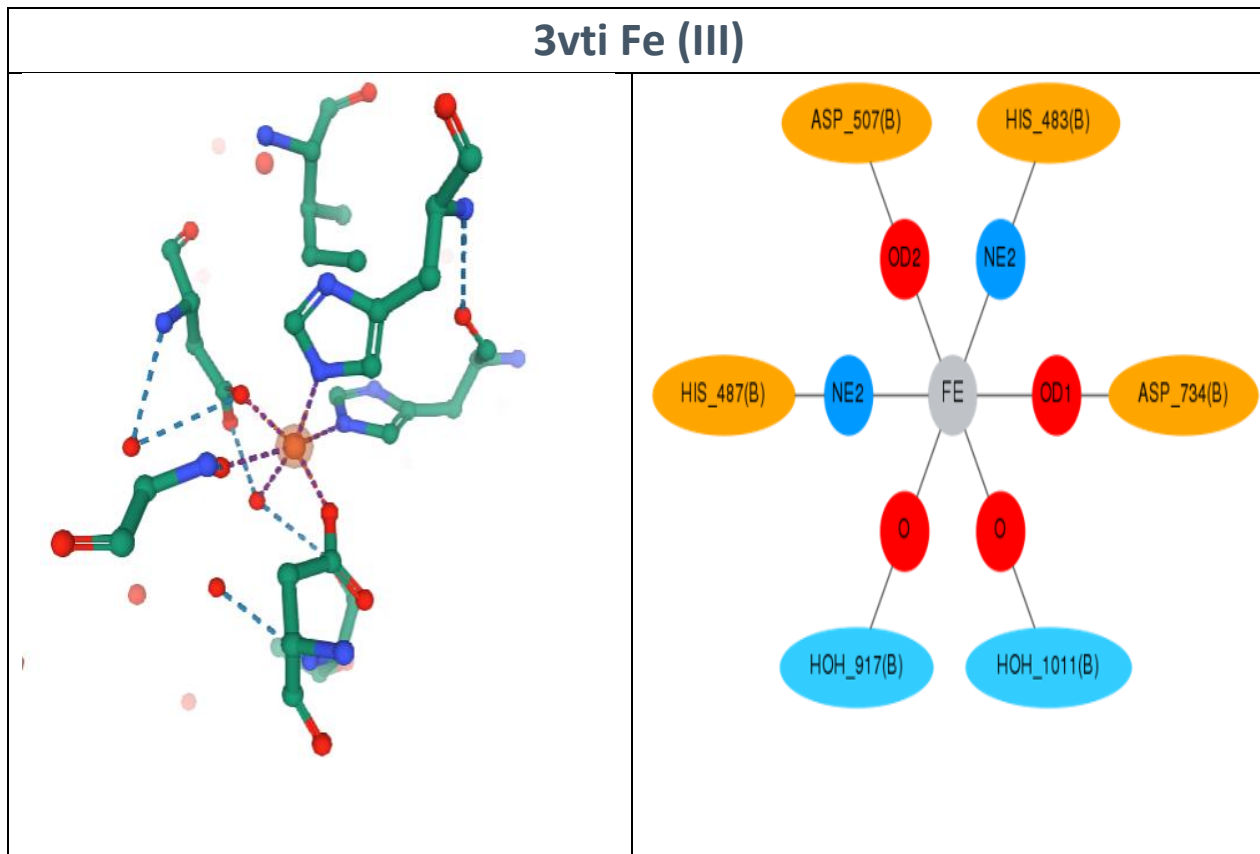 3vti Fe (III)
ASP_507(B) HIS_483(B)
OD2 NE2
HIS_487(B) NE2 FE OD1 ASP_734(B)
O O
HOH_917(B) HOH_1011(B)